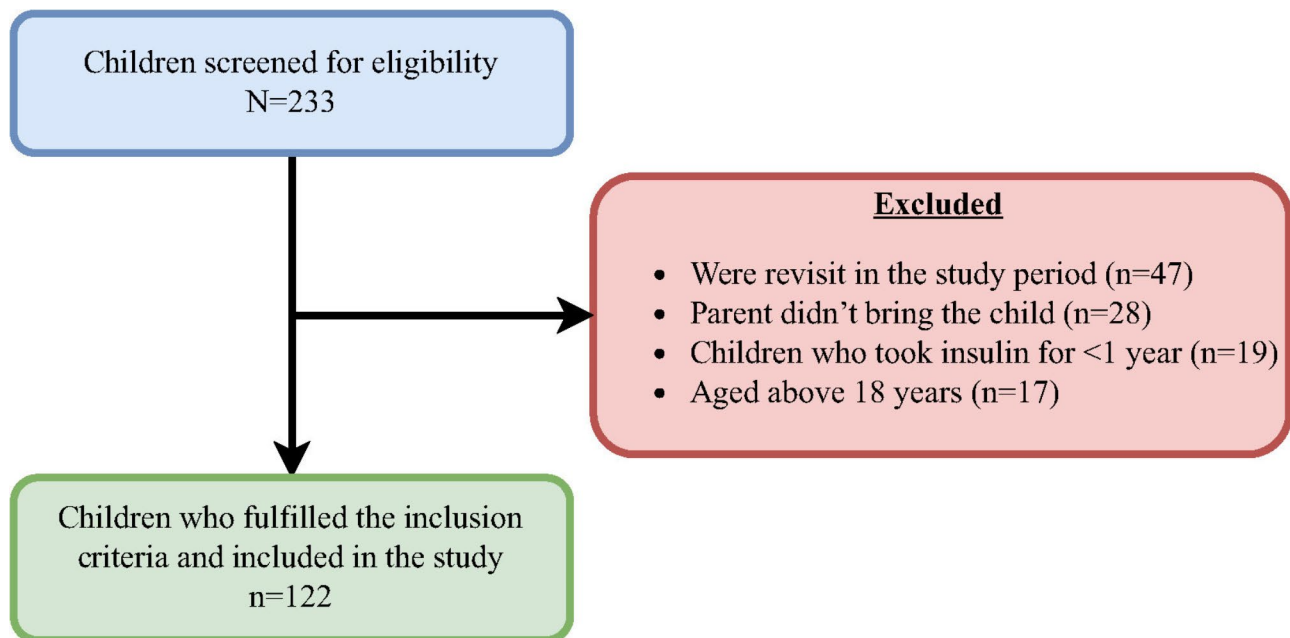 Children screened for eligibility
N=233
Excluded
• Were revisit in the study period (n=47)
• Parent didn’t bring the child (n=28)
• Children who took insulin for <1 year (n=19)
• Aged above 18 years (n=17)
Children who fulfilled the inclusion
criteria and included in the study
n=122